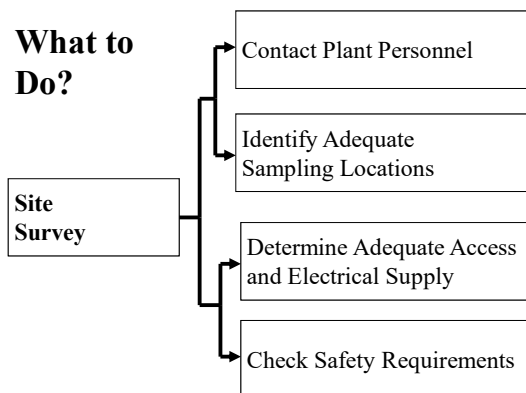 What to
Do?
Contact Plant Personnel
Identify Adequate
Sampling Locations
Site
Survey
Determine Adequate Access
and Electrical Supply
Check Safety Requirements